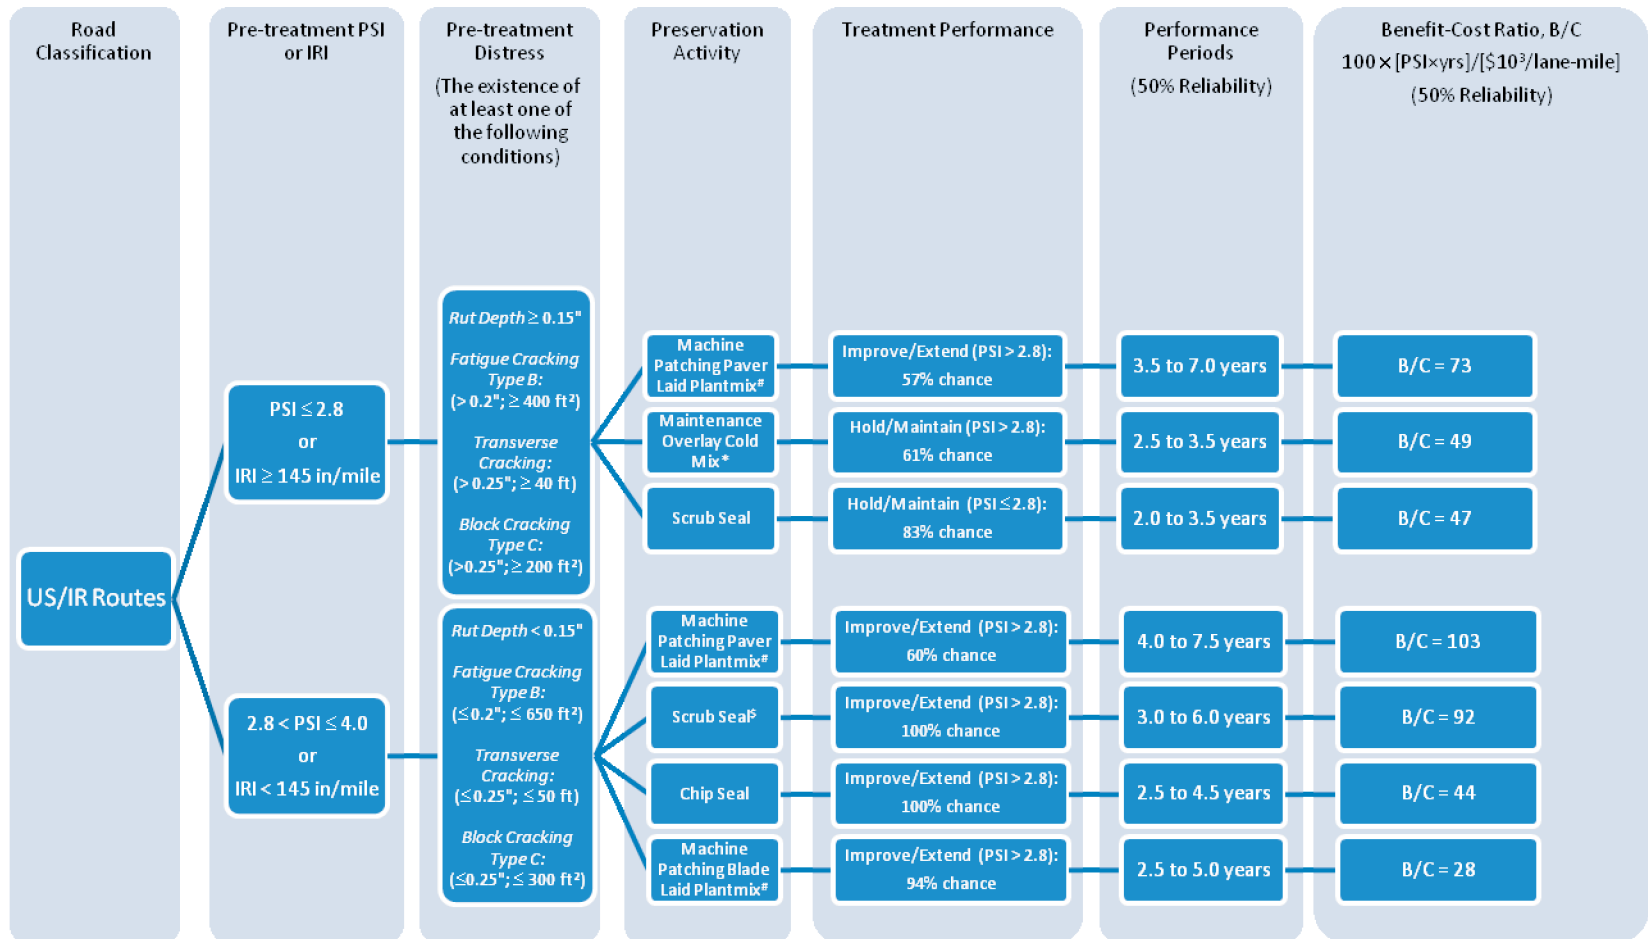 Road
Classification
Pre-treatment PSI
or IRI
Pre-treatment
Distress
(The existence of
at least one of
the following
conditions)
Preservation
Activity
Treatment Performance
Performance
Periods
(50% Reliability)
Benefit-Cost Ratio, B/C
100 × [PSI×yrs]/[$10³/lane-mile]
(50% Reliability)
US/IR Routes
PSI ≤ 2.8
or
IRI ≥ 145 in/mile
Rut Depth ≥ 0.15"
Fatigue Cracking
Type B:
(> 0.2"; ≥ 400 ft²)
Transverse
Cracking:
(> 0.25"; ≥ 40 ft)
Block Cracking
Type C:
(>0.25"; ≥ 200 ft²)
Machine
Patching Paver
Laid Plantmix#
Improve/Extend (PSI > 2.8):
57% chance
3.5 to 7.0 years
B/C = 73
Maintenance
Overlay Cold
Mix*
Hold/Maintain (PSI > 2.8):
61% chance
2.5 to 3.5 years
B/C = 49
Scrub Seal
Hold/Maintain (PSI ≤ 2.8):
83% chance
2.0 to 3.5 years
B/C = 47
2.8 < PSI ≤ 4.0
or
IRI < 145 in/mile
Rut Depth < 0.15"
Fatigue Cracking
Type B:
(≤0.2"; ≤ 650 ft²)
Transverse
Cracking:
(≤0.25"; ≤ 50 ft)
Block Cracking
Type C:
(≤0.25"; ≤ 300 ft²)
Machine
Patching Paver
Laid Plantmix#
Improve/Extend (PSI > 2.8):
60% chance
4.0 to 7.5 years
B/C = 103
Scrub Seal$
Improve/Extend (PSI > 2.8):
100% chance
3.0 to 6.0 years
B/C = 92
Chip Seal
Improve/Extend (PSI > 2.8):
100% chance
2.5 to 4.5 years
B/C = 44
Machine
Patching Blade
Laid Plantmix#
Improve/Extend (PSI > 2.8):
94% chance
2.5 to 5.0 years
B/C = 28